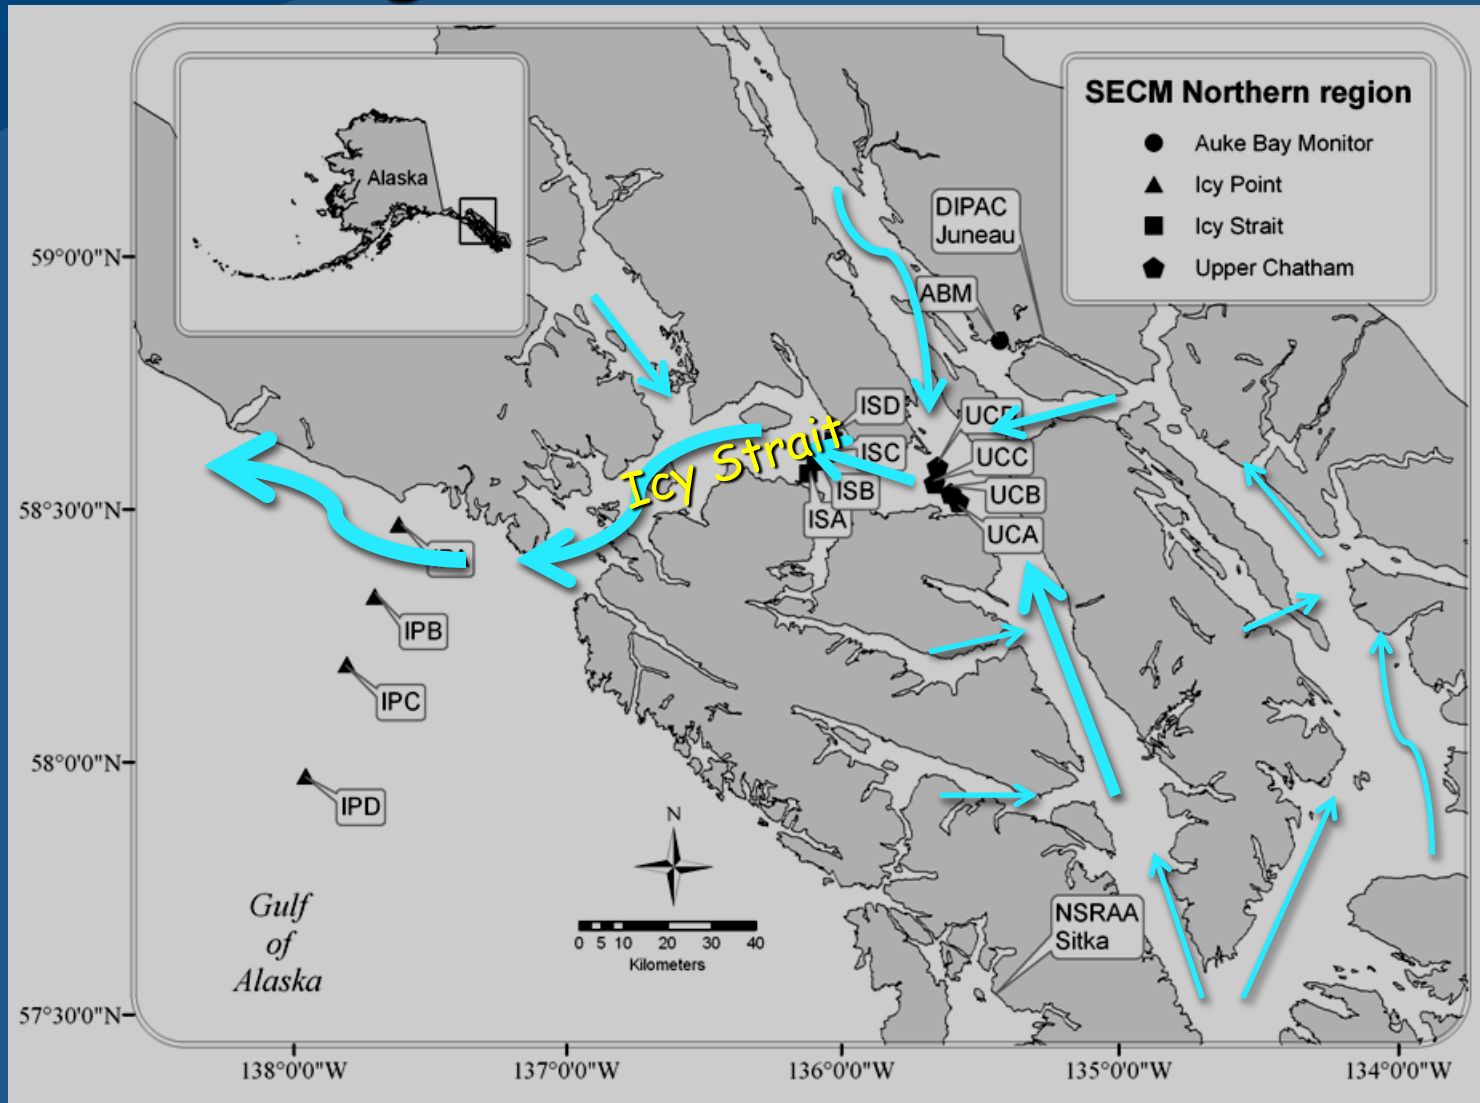 SECM Northern region
Auke Bay Monitor
Icy Point
Icy Strait
Upper Chatham
Alaska
DIPAC
Juneau
ABM
59°0'0"N
58°30'0"N
58°0'0"N
57°30'0"N
ISD
ISC
ISB
ISA
Icy Strait
UCC
UCB
UCA
IPB
IPC
IPD
N
0 5 10 20 30 40
Kilometers
Gulf
of
Alaska
NSRAA
Sitka
138°0'0"W
137°0'0"W
136°0'0"W
135°0'0"W
134°0'0"W